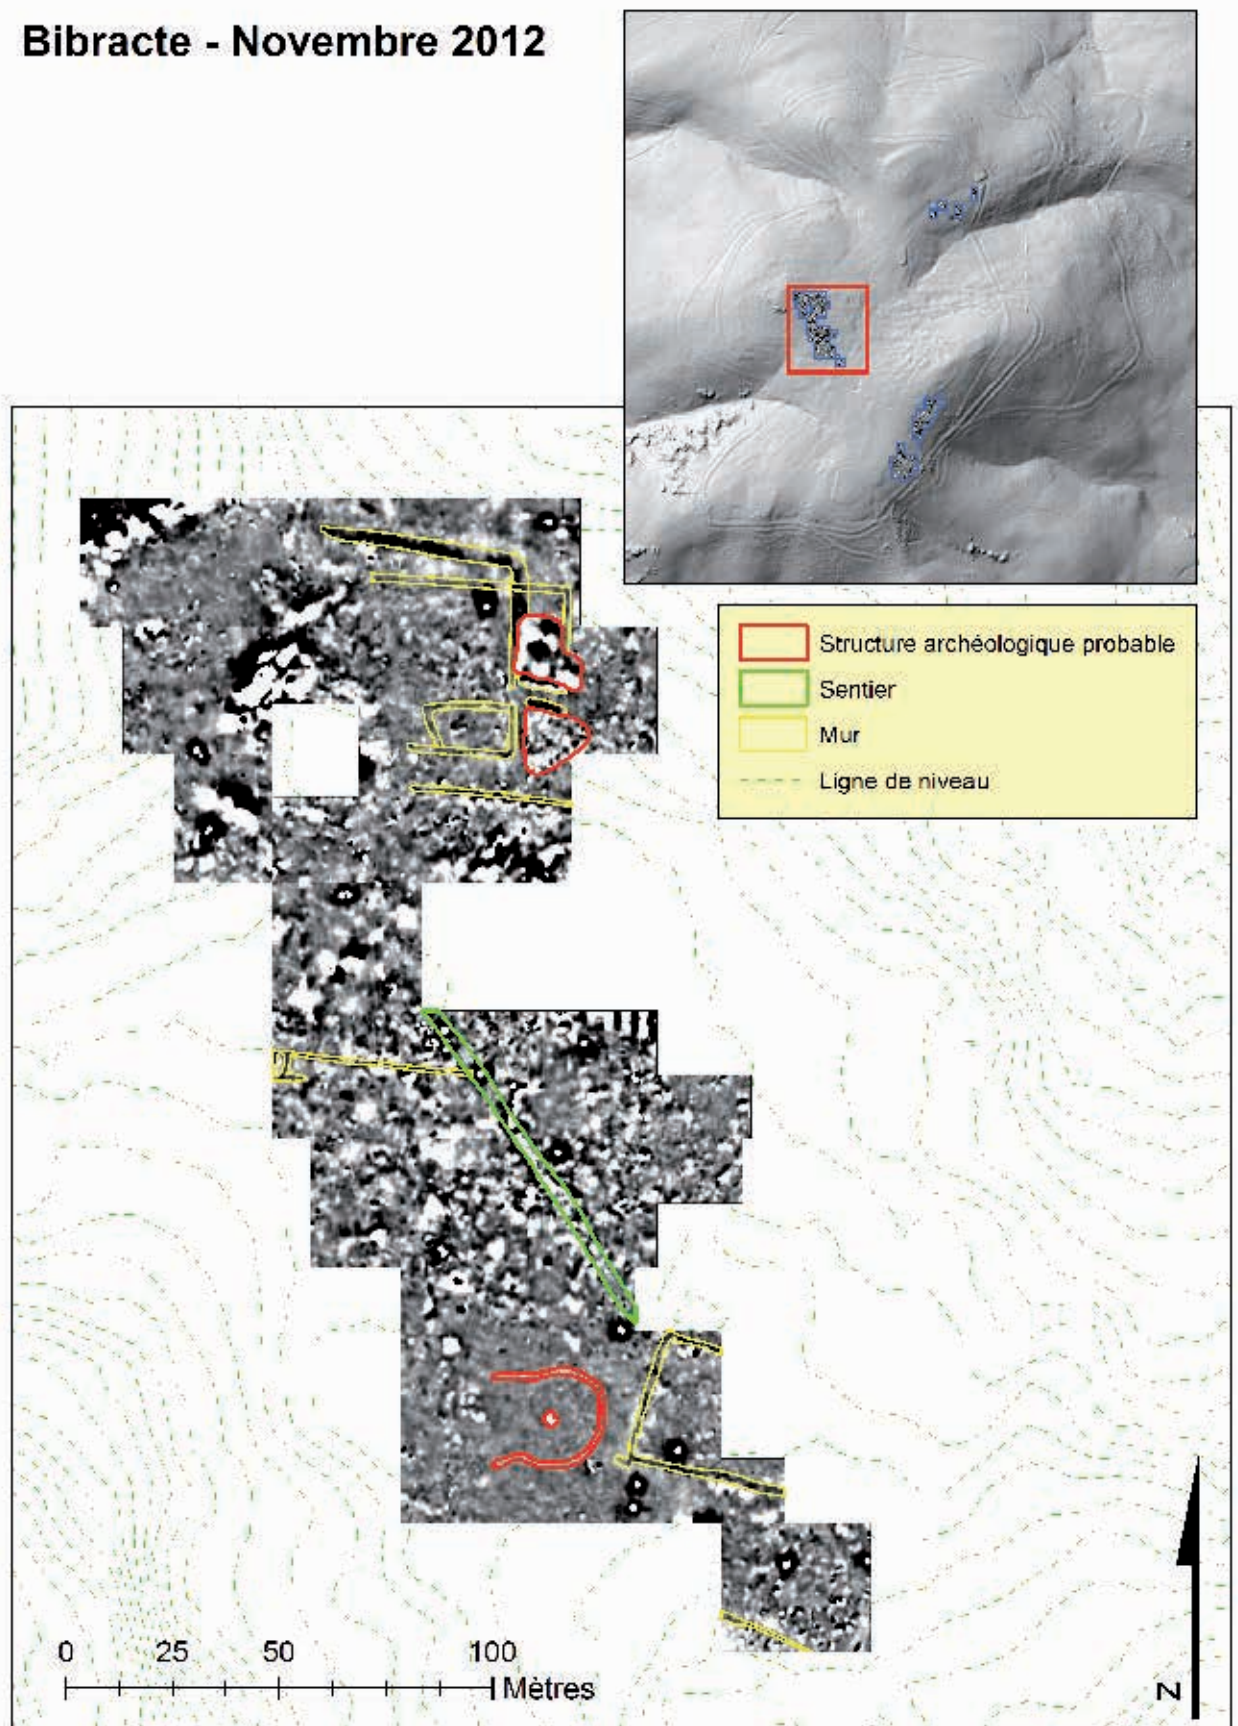 Bibracte - Novembre 2012
Structure archéologique probable
Sentier
Mur
Ligne de niveau
0 25 50 100
Mètres
N